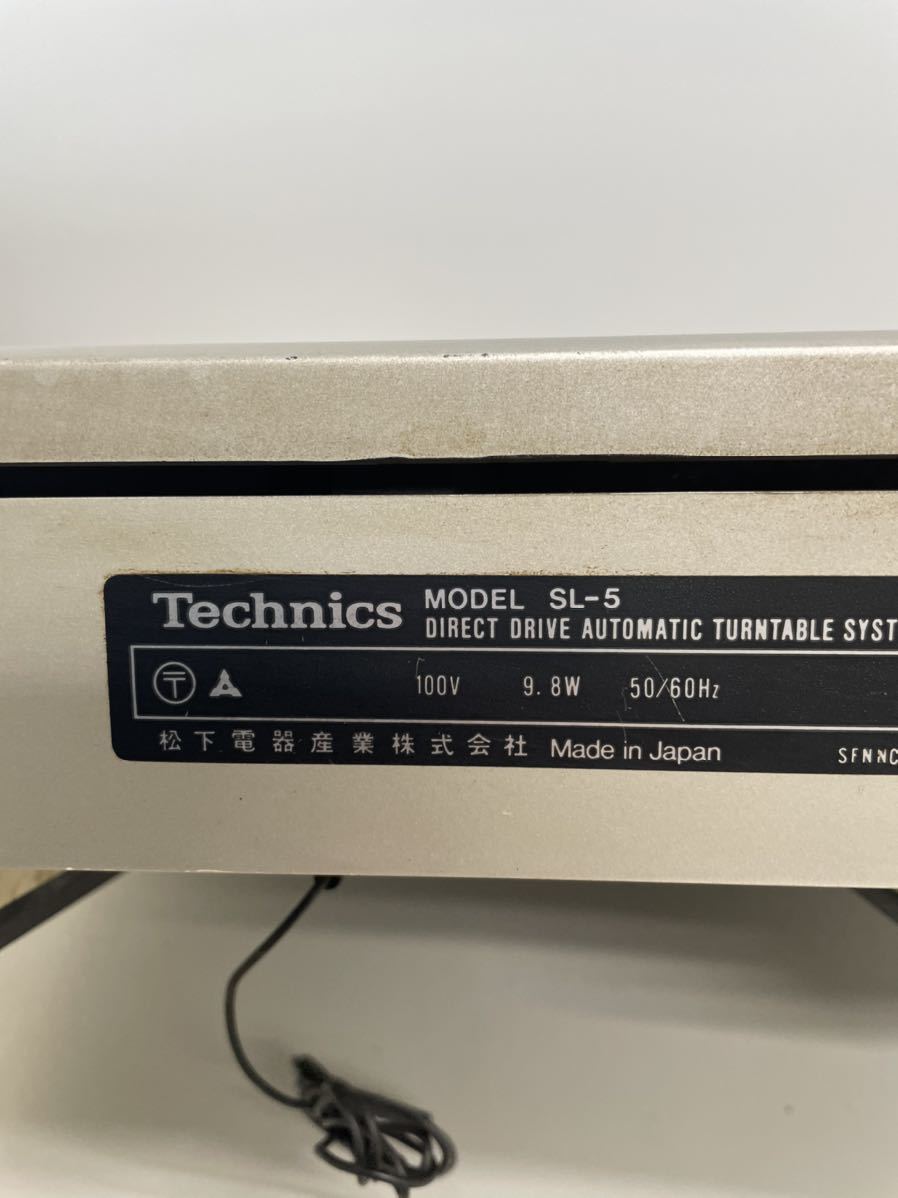 Technics MODEL SL-5
DIRECT DRIVE AUTOMATIC TURNTABLE SYST
〒 100V 9.8W 50/60Hz
松下電器産業株式会社 Made in Japan SFNNC